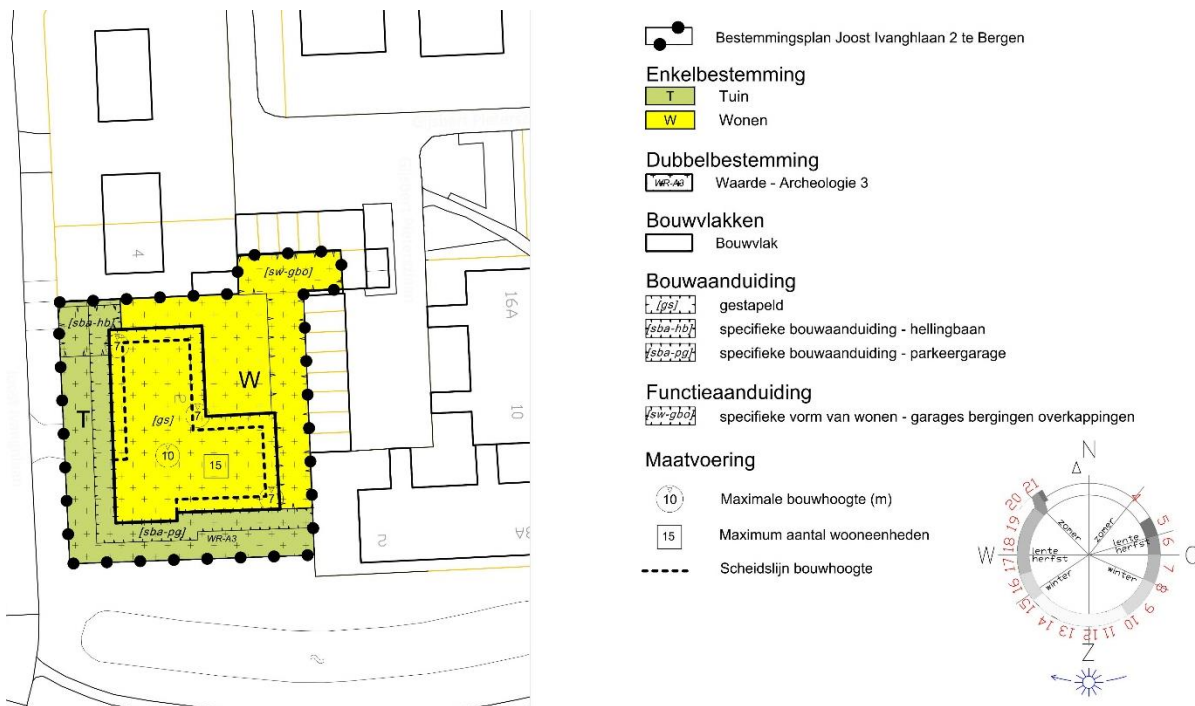 4
[sw-gbo]
[sba-hb]
7
W
16A
7
2
T
[gs]
10
10
15
7
[sba-pg]
WR-A3
2
Bestemmingsplan Joost Ivanghlaan 2 te Bergen
Enkelbestemming
T Tuin
W Wonen
Dubbelbestemming
WR-A3 Waarde - Archeologie 3
Bouwvlakken
Bouwvlak
Bouwaanduiding
[gs] gestapeld
[sba-hb] specifieke bouwaanduiding - hellingbaan
[sba-pg] specifieke bouwaanduiding - parkeergarage
Functieaanduiding
[sw-gbo] specifieke vorm van wonen - garages bergingen overkappingen
Maatvoering
10 Maximale bouwhoogte (m)
15 Maximum aantal wooneenheden
Scheidslijn bouwhoogte
N
21
20
19
18
17
16
15
14
13
12
11
10
9
8
7
6
5
4
zomer
zomer
lente
herfst
lente
herfst
winter
winter
W
O
Z